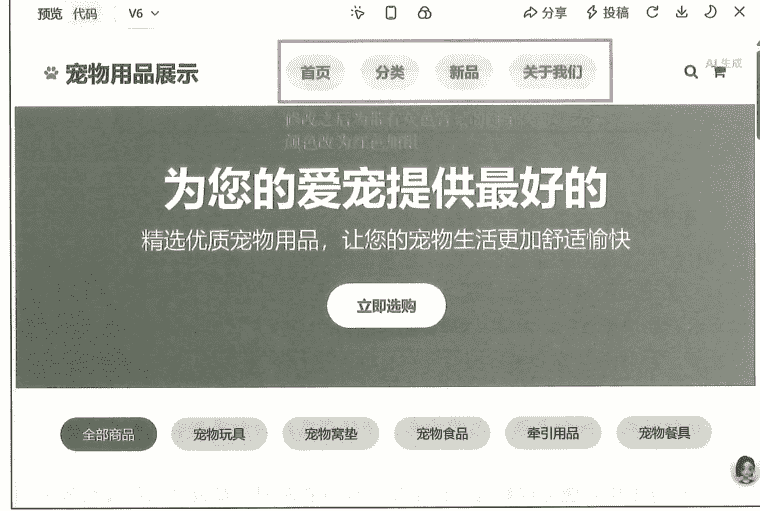 预览 代码 V6 分享 投稿
宠物用品展示 首页 分类 新品 关于我们
AI 生成
为您的爱宠提供最好的
精选优质宠物用品，让您的宠物生活更加舒适愉快
立即选购
全部商品 宠物玩具 宠物窝垫 宠物食品 牵引用品 宠物餐具